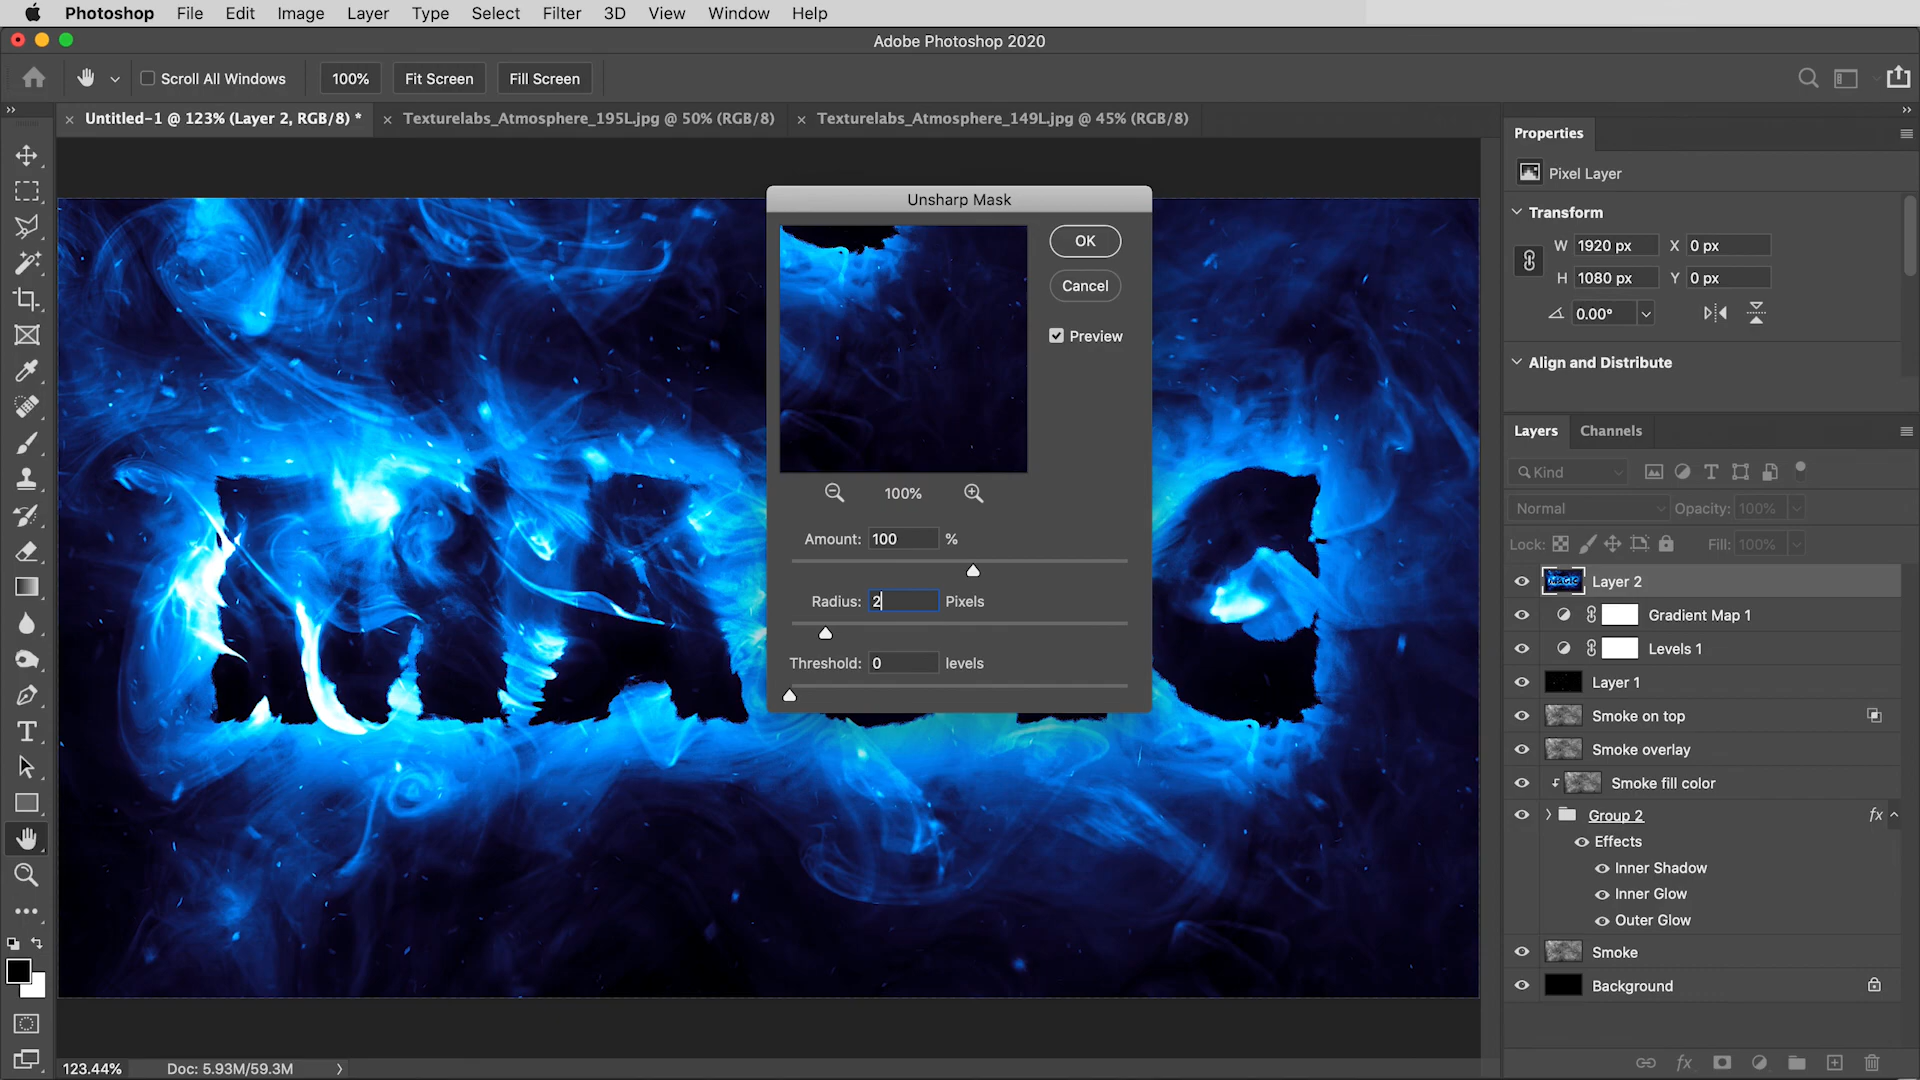 Photoshop File Edit Image Layer Type Select Filter 3D View Window Help
Adobe Photoshop 2020
Scroll All Windows 100% Fit Screen Fill Screen
Untitled-1 @ 123% (Layer 2, RGB/8) * Texturelabs_Atmosphere_195L.jpg @ 50% (RGB/8) Texturelabs_Atmosphere_149L.jpg @ 45% (RGB/8)
Unsharp Mask
OK
Cancel
Preview
100%
Amount: 100 %
Radius: 2 Pixels
Threshold: 0 levels
Properties
Pixel Layer
Transform
W 1920 px X 0 px
H 1080 px Y 0 px
0.00°
Align and Distribute
Layers Channels
Kind
Normal Opacity: 100%
Lock: Fill: 100%
Layer 2
Gradient Map 1
Levels 1
Layer 1
Smoke on top
Smoke overlay
Smoke fill color
Group 2 fx
Effects
Inner Shadow
Inner Glow
Outer Glow
Smoke
Background
fx
123.44% Doc: 5.93M/59.3M